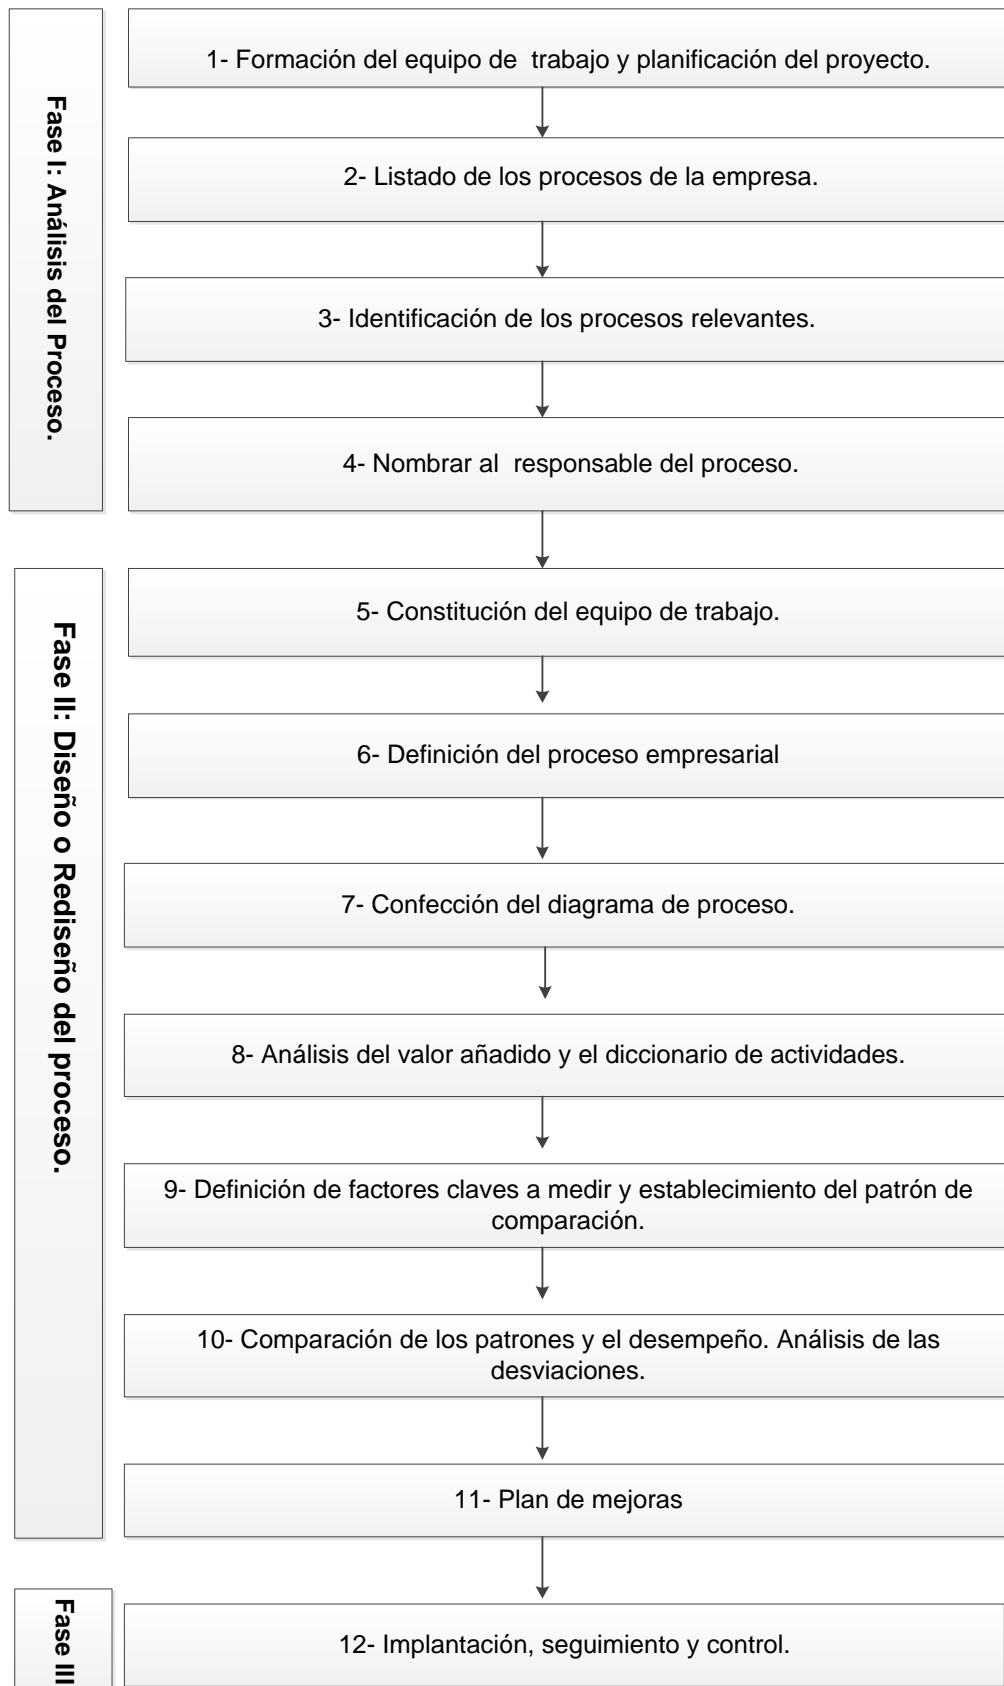 Fase I: Análisis del Proceso.
1- Formación del equipo de  trabajo y planificación del proyecto.
2- Listado de los procesos de la empresa.
3- Identificación de los procesos relevantes.
4- Nombrar al  responsable del proceso.
Fase II: Diseño o Rediseño del proceso.
5- Constitución del equipo de trabajo.
6- Definición del proceso empresarial
7- Confección del diagrama de proceso.
8- Análisis del valor añadido y el diccionario de actividades.
9- Definición de factores claves a medir y establecimiento del patrón de
comparación.
10- Comparación de los patrones y el desempeño. Análisis de las
desviaciones.
11- Plan de mejoras
Fase III
12- Implantación, seguimiento y control.